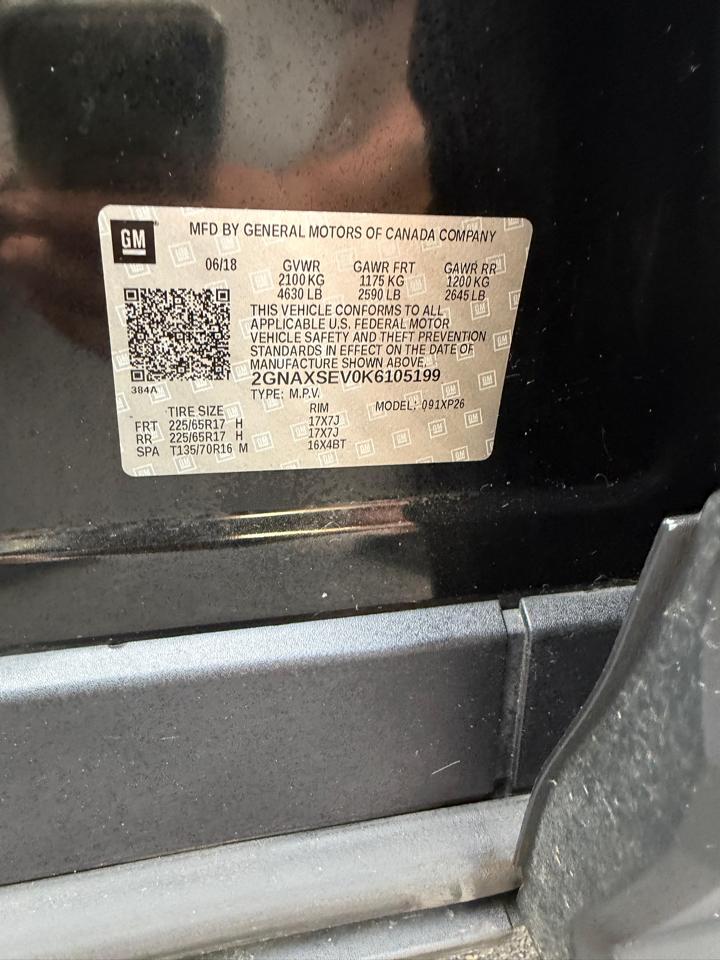 GM
MFD BY GENERAL MOTORS OF CANADA COMPANY
06/18 GVWR GAWR FRT GAWR RR
2100 KG 1175 KG 1200 KG
4630 LB 2590 LB 2645 LB
THIS VEHICLE CONFORMS TO ALL
APPLICABLE U.S. FEDERAL MOTOR
VEHICLE SAFETY AND THEFT PREVENTION
STANDARDS IN EFFECT ON THE DATE OF
MANUFACTURE SHOWN ABOVE.
2GNAXSEV0K6105199
384A
TYPE: M.P.V. MODEL: 091XP26
TIRE SIZE RIM
FRT 225/65R17 H 17X7J
RR 225/65R17 H 17X7J
SPA T135/70R16 M 16X4BT